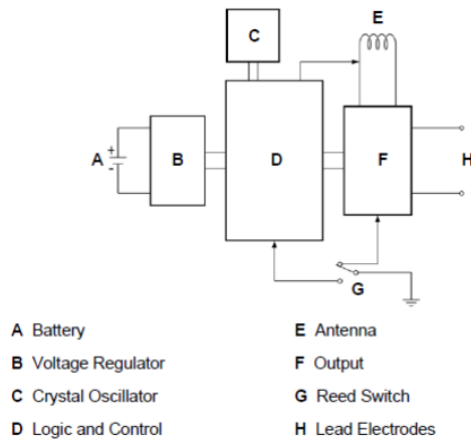 E
C
+
A
-
B
D
F
H
G
A Battery
B Voltage Regulator
C Crystal Oscillator
D Logic and Control
E Antenna
F Output
G Reed Switch
H Lead Electrodes